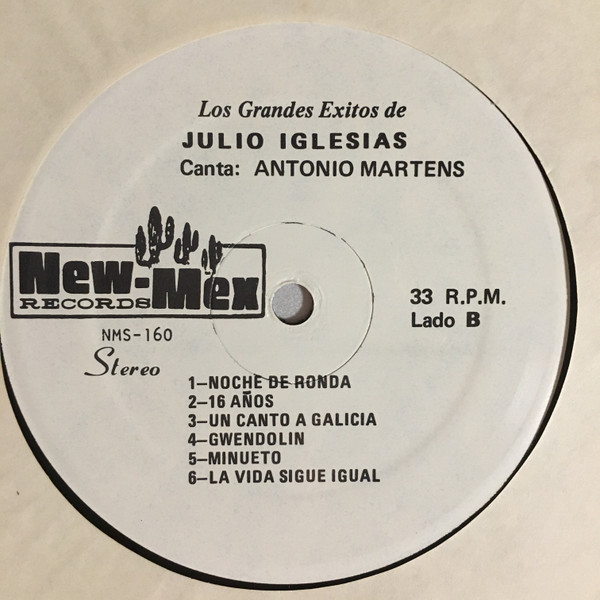 Los Grandes Exitos de
JULIO IGLESIAS
Canta: ANTONIO MARTENS
New-Mex
RECORDS
NMS-160
Stereo
33 R.P.M.
Lado B
1—NOCHE DE RONDA
2—16 AÑOS
3—UN CANTO A GALICIA
4—GWENDOLIN
5—MINUETO
6—LA VIDA SIGUE IGUAL